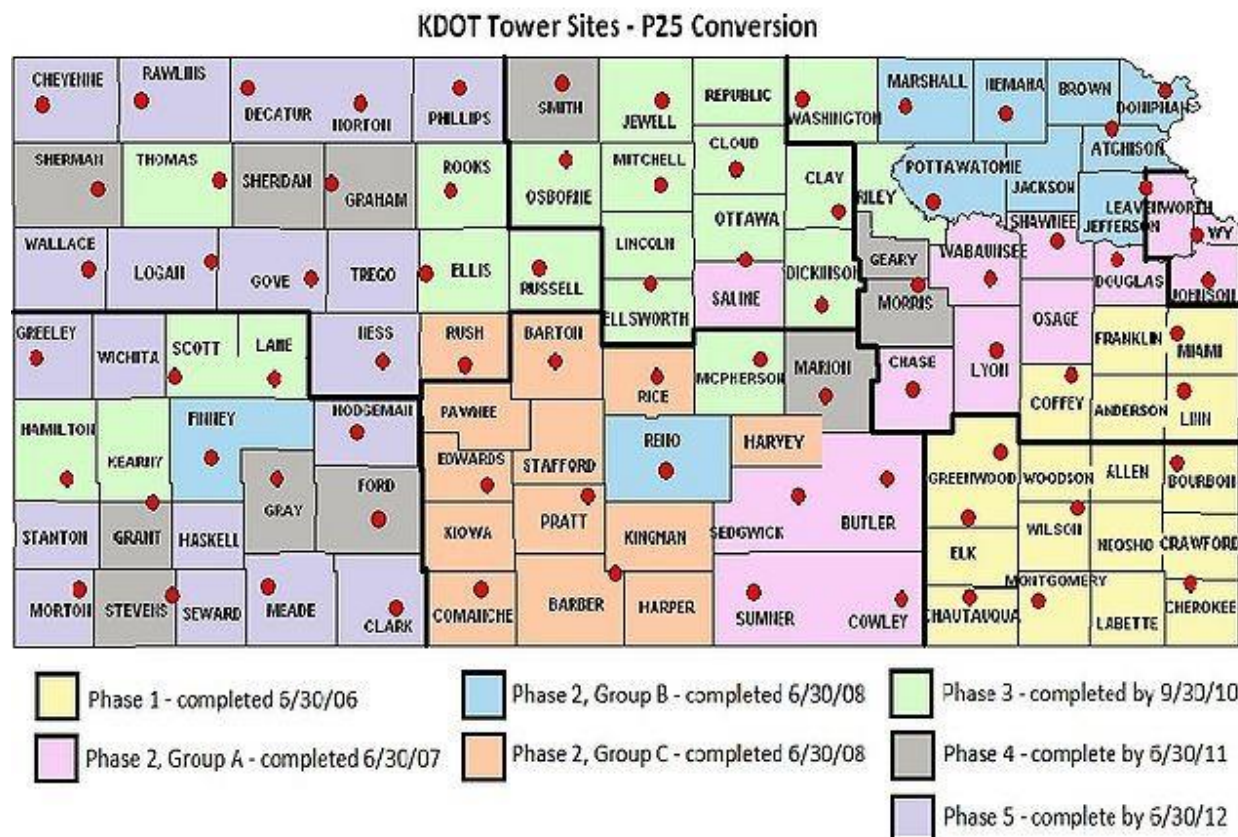 KDOT Tower Sites - P25 Conversion
CHEYENNE RAWLINS DECATUR NORTON PHILLIPS SMITH JEWELL REPUBLIC WASHINGTON MARSHALL NEMAHA BROWN DONIPHAN
SHERMAN THOMAS SHERIDAN GRAHAM ROOKS OSBORNE MITCHELL CLOUD CLAY RILEY POTTAWATOMIE JACKSON ATCHISON
JEFFERSON LEAVENWORTH WY
WALLACE LOGAN GOVE TREGO ELLIS RUSSELL LINCOLN OTTAWA DICKINSON GEARY WABAUNSEE SHAWNEE DOUGLAS JOHNSON
ELLSWORTH SALINE MORRIS OSAGE FRANKLIN MIAMI
GREELEY WICHITA SCOTT LANE NESS RUSH BARTON RICE MCPHERSON MARION CHASE LYON COFFEY ANDERSON LINN
HAMILTON KEARNY FINNEY HODGEMAN PAWNEE EDWARDS STAFFORD RENO HARVEY GREENWOOD WOODSON ALLEN BOURBON
STANTON GRANT HASKELL GRAY FORD KIOWA PRATT KINGMAN SEDGWICK BUTLER ELK WILSON NEOSHO CRAWFORD
MORTON STEVENS SEWARD MEADE CLARK COMANCHE BARBER HARPER SUMNER COWLEY CHAUTAUQUA MONTGOMERY LABETTE CHEROKEE
Phase 1 - completed 6/30/06
Phase 2, Group A - completed 6/30/07
Phase 2, Group B - completed 6/30/08
Phase 2, Group C - completed 6/30/08
Phase 3 - completed by 9/30/10
Phase 4 - complete by 6/30/11
Phase 5 - complete by 6/30/12